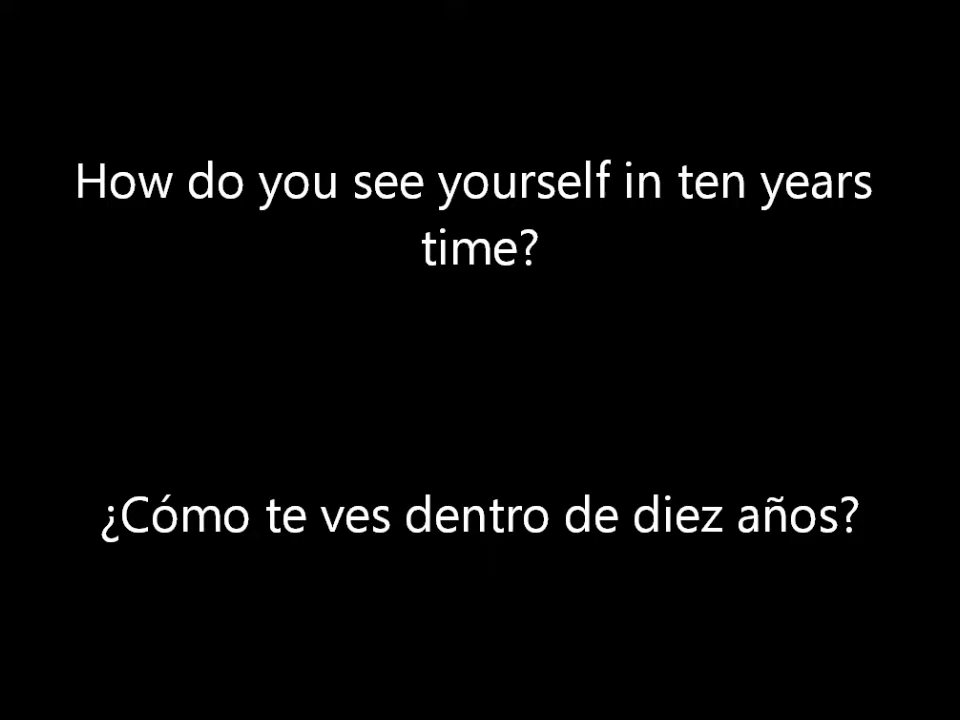 How do you see yourself in ten years
time?
¿Cómo te ves dentro de diez años?